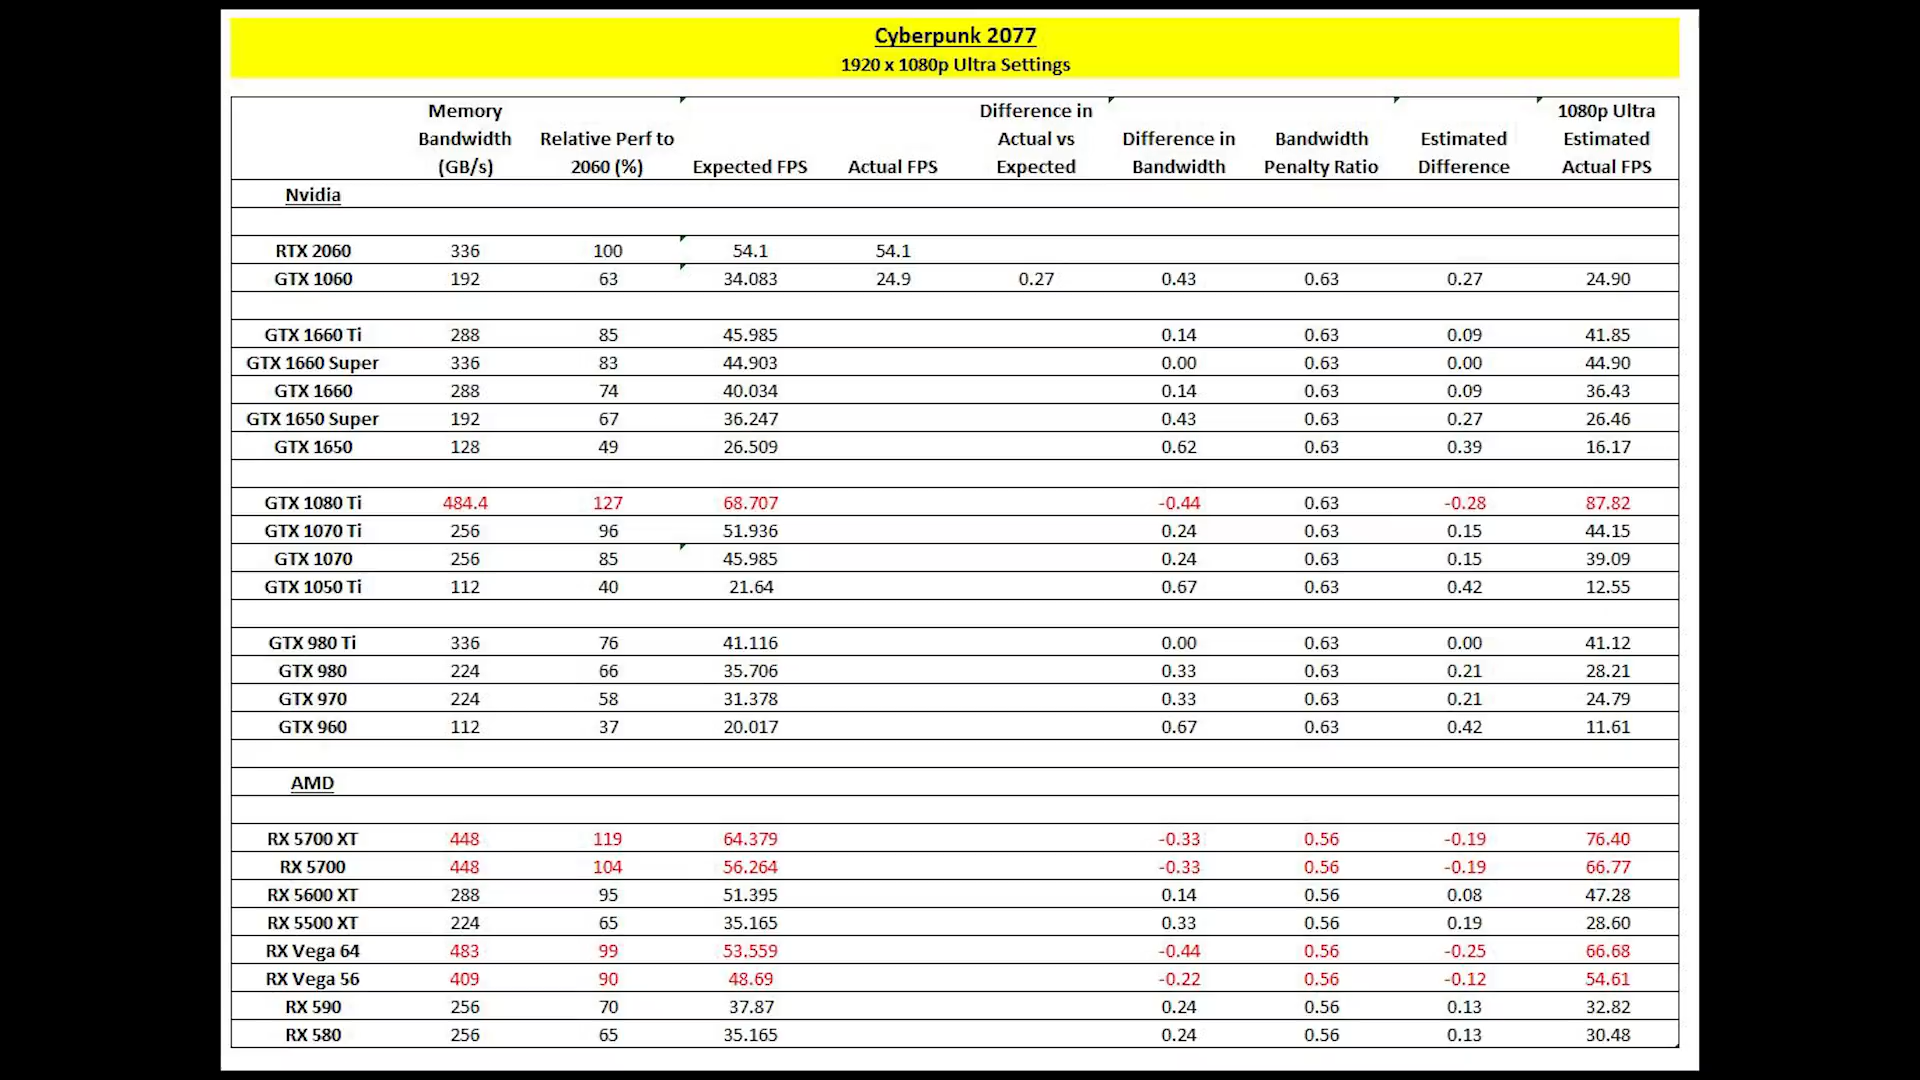 Cyberpunk 2077
1920 x 1080p Ultra Settings
Memory Bandwidth (GB/s) Relative Perf to 2060 (%) Expected FPS Actual FPS Difference in Actual vs Expected Difference in Bandwidth Bandwidth Penalty Ratio Estimated Difference 1080p Ultra Estimated Actual FPS
Nvidia
RTX 2060 336 100 54.1 54.1
GTX 1060 192 63 34.083 24.9 0.27 0.43 0.63 0.27 24.90
GTX 1660 Ti 288 85 45.985 0.14 0.63 0.09 41.85
GTX 1660 Super 336 83 44.903 0.00 0.63 0.00 44.90
GTX 1660 288 74 40.034 0.14 0.63 0.09 36.43
GTX 1650 Super 192 67 36.247 0.43 0.63 0.27 26.46
GTX 1650 128 49 26.509 0.62 0.63 0.39 16.17
GTX 1080 Ti 484.4 127 68.707 -0.44 0.63 -0.28 87.82
GTX 1070 Ti 256 96 51.936 0.24 0.63 0.15 44.15
GTX 1070 256 85 45.985 0.24 0.63 0.15 39.09
GTX 1050 Ti 112 40 21.64 0.67 0.63 0.42 12.55
GTX 980 Ti 336 76 41.116 0.00 0.63 0.00 41.12
GTX 980 224 66 35.706 0.33 0.63 0.21 28.21
GTX 970 224 58 31.378 0.33 0.63 0.21 24.79
GTX 960 112 37 20.017 0.67 0.63 0.42 11.61
AMD
RX 5700 XT 448 119 64.379 -0.33 0.56 -0.19 76.40
RX 5700 448 104 56.264 -0.33 0.56 -0.19 66.77
RX 5600 XT 288 95 51.395 0.14 0.56 0.08 47.28
RX 5500 XT 224 65 35.165 0.33 0.56 0.19 28.60
RX Vega 64 483 99 53.559 -0.44 0.56 -0.25 66.68
RX Vega 56 409 90 48.69 -0.22 0.56 -0.12 54.61
RX 590 256 70 37.87 0.24 0.56 0.13 32.82
RX 580 256 65 35.165 0.24 0.56 0.13 30.48